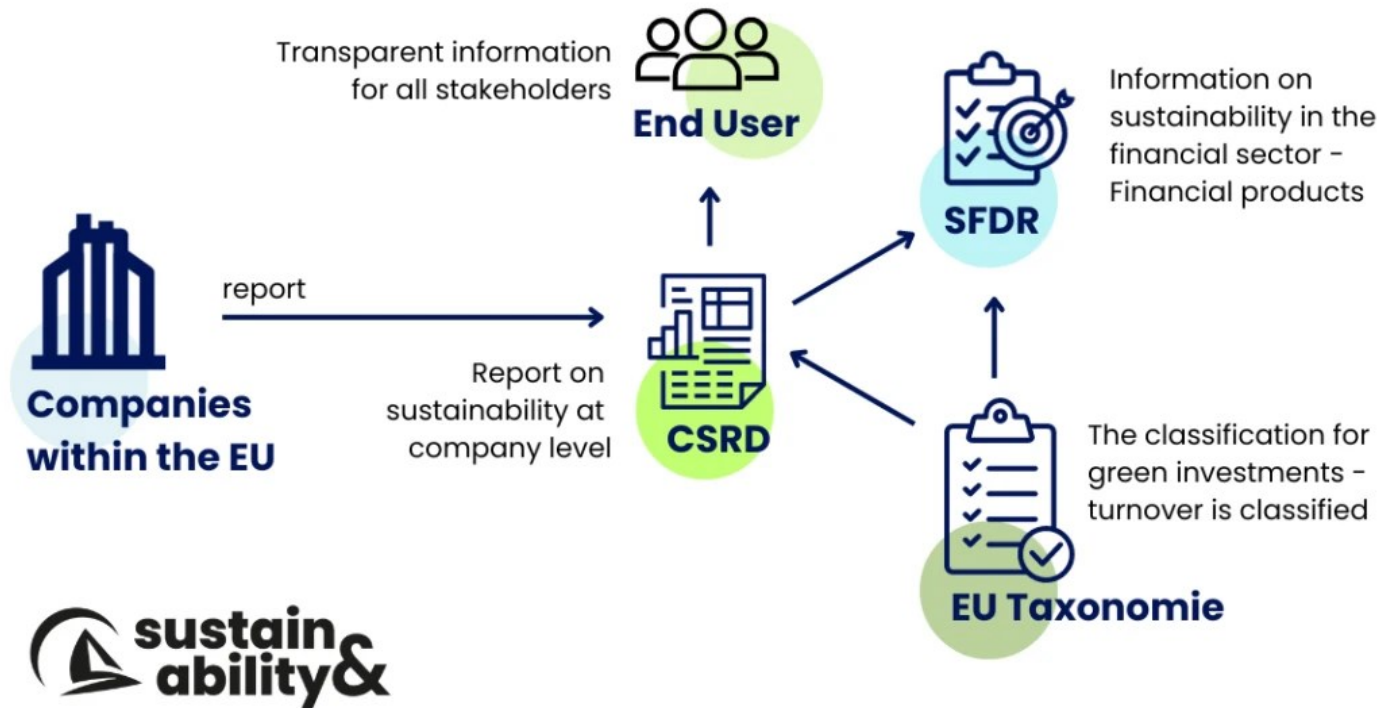 Transparent information
for all stakeholders
End User
Information on
sustainability in the
financial sector -
Financial products
SFDR
report
Companies
within the EU
Report on
sustainability at
company level
CSRD
The classification for
green investments -
turnover is classified
EU Taxonomie
sustain
ability&